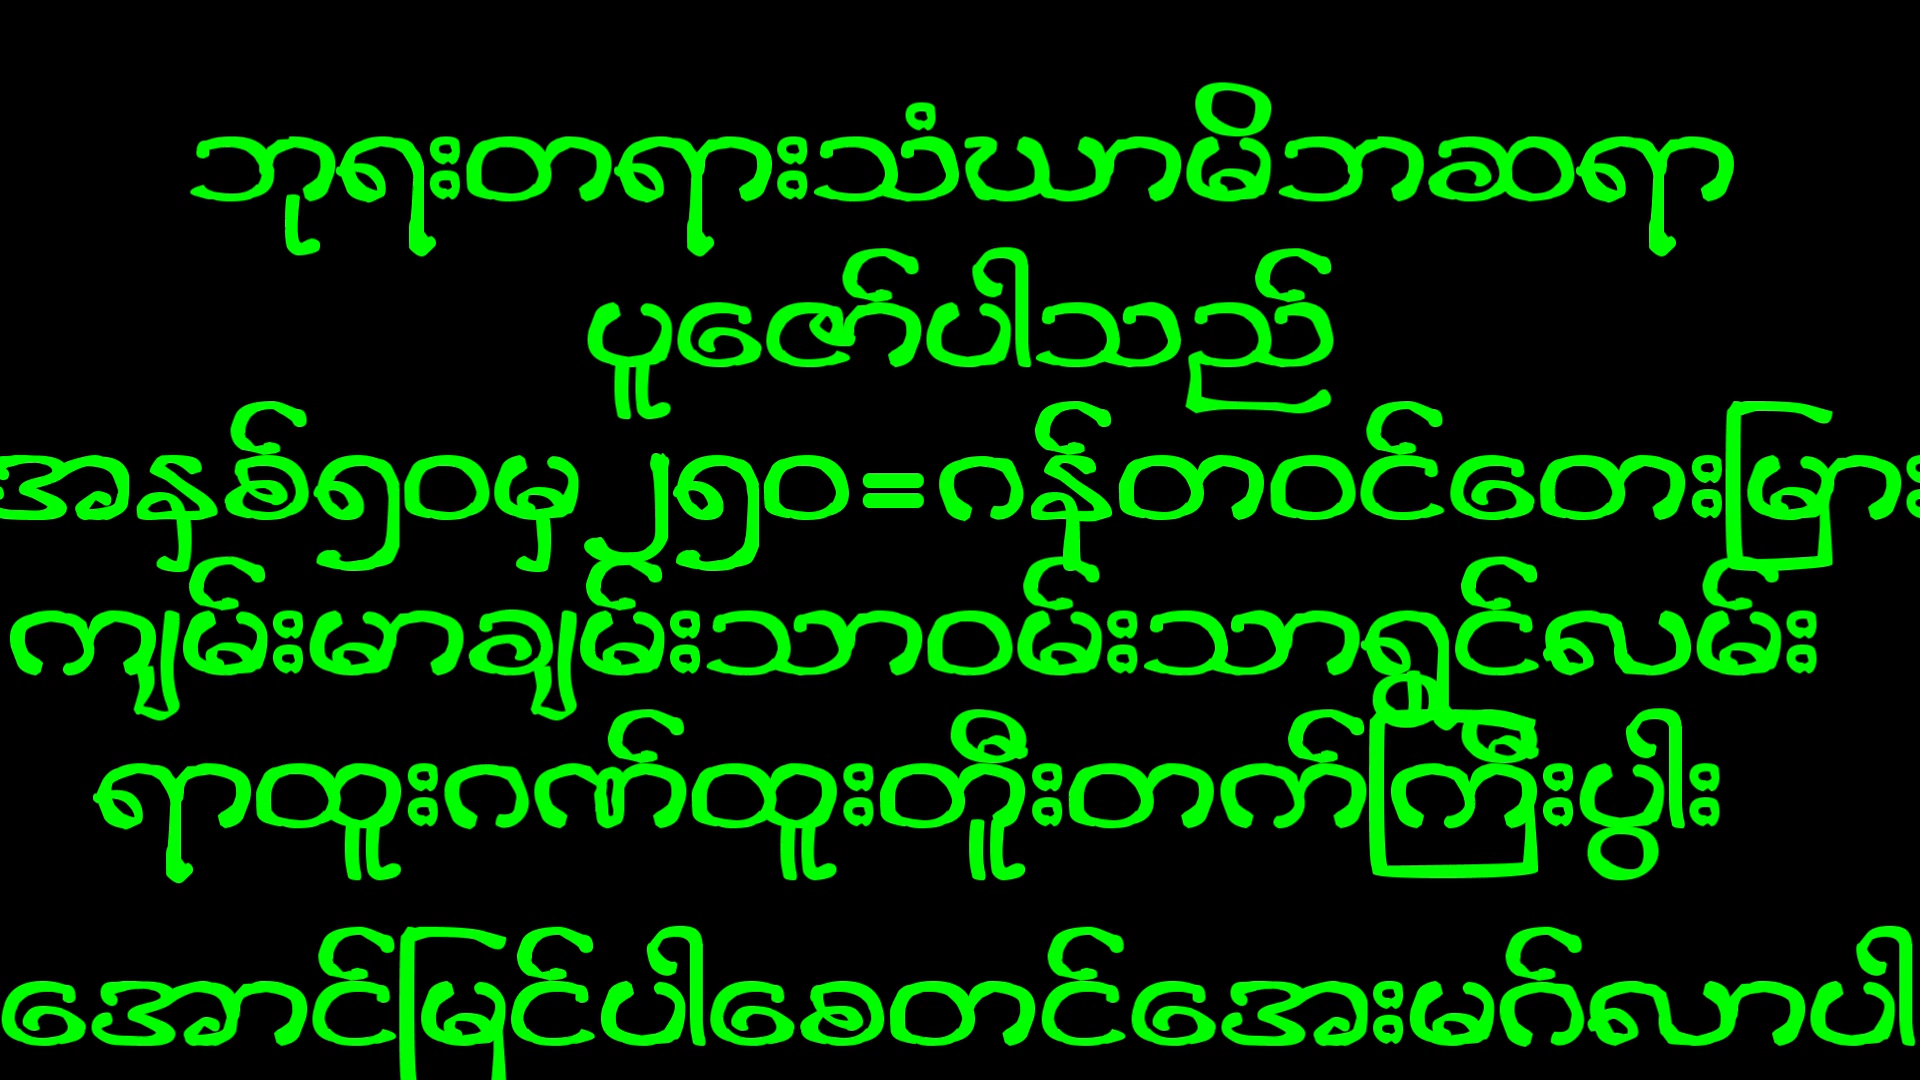 ဘုရးတရားသံဃာမိဘဆရာ
ပူဇော်ပါသည်
အနှစ်၅၀မှ၂၅၀=ဂန်တဝင်တေးမြား
ကျမ်းမာချမ်းသာဝမ်းသာရွှင်လမ်း
ရာထူးဂဏ်ထူးတိုးတက်ကြီးပွါး
အောင်မြင်ပါစေတင်အေးမင်္ဂလာပါ